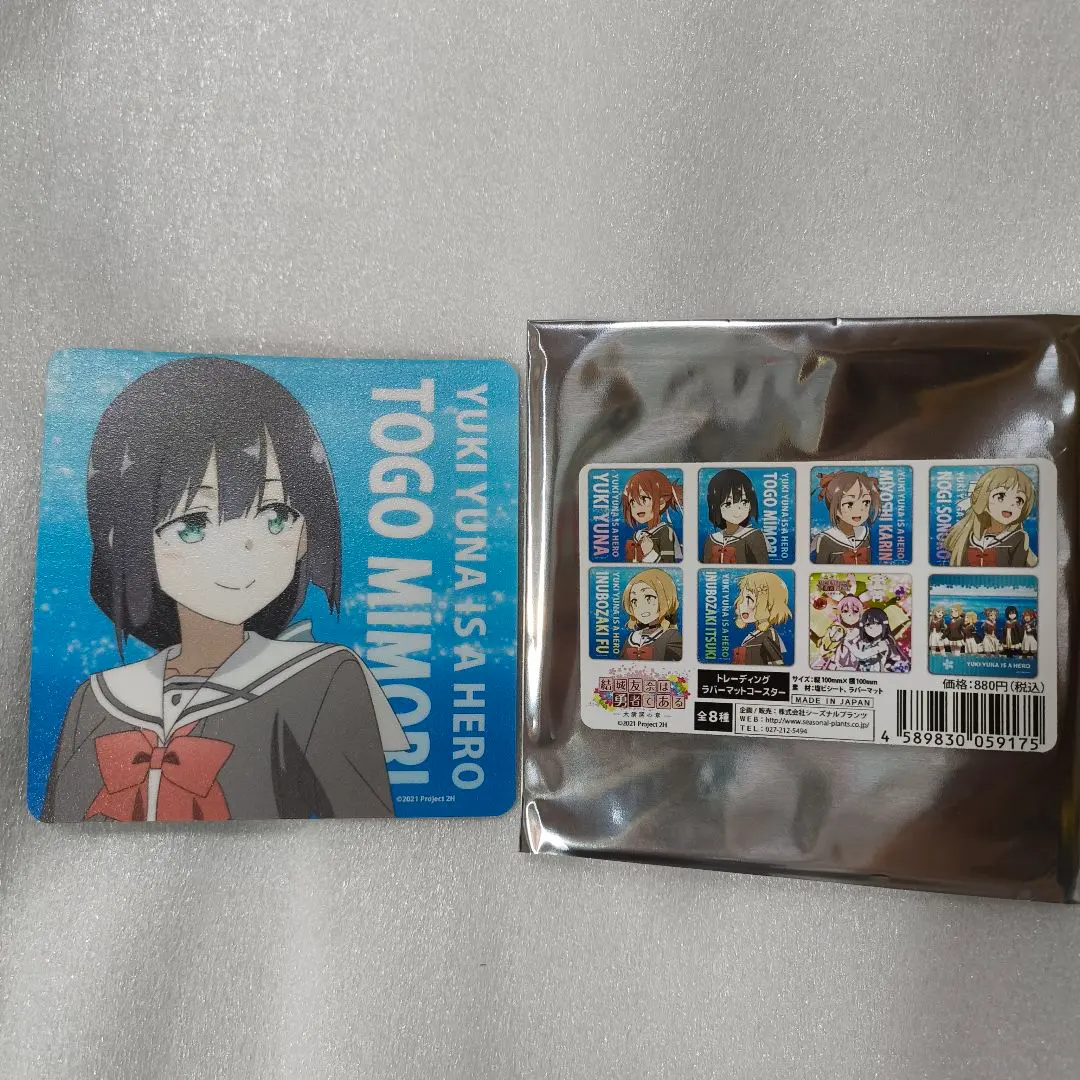 YUKI YUNA IS A HERO
TOGO MIMORI
©2021 Project 2H
YUKI YUNA IS A HERO
YUKI YUNA
YUKI YUNA IS A HERO
TOGO MIMORI
YUKI YUNA IS A HERO
MIYOSHI KARIN
NOGI SONOKO
YUKI YUNA IS A HERO
INUBOZAKI FU
YUKI YUNA IS A HERO
INUBOZAKI ITSUKI
YUKI YUNA IS A HERO
結城友奈は
勇者である
大満開の章
©2021 Project 2H
トレーディング
ラバーマットコースター
全8種
サイズ:縦100mm×横100mm
素 材:塩ビシート、ラバーマット
MADE IN JAPAN
企画/販売:株式会社シーズナルプランツ
WEB:http://www.seasonal-plants.co.jp/
TEL:027-212-5494
価格:880円(税込)
4 589830 059175